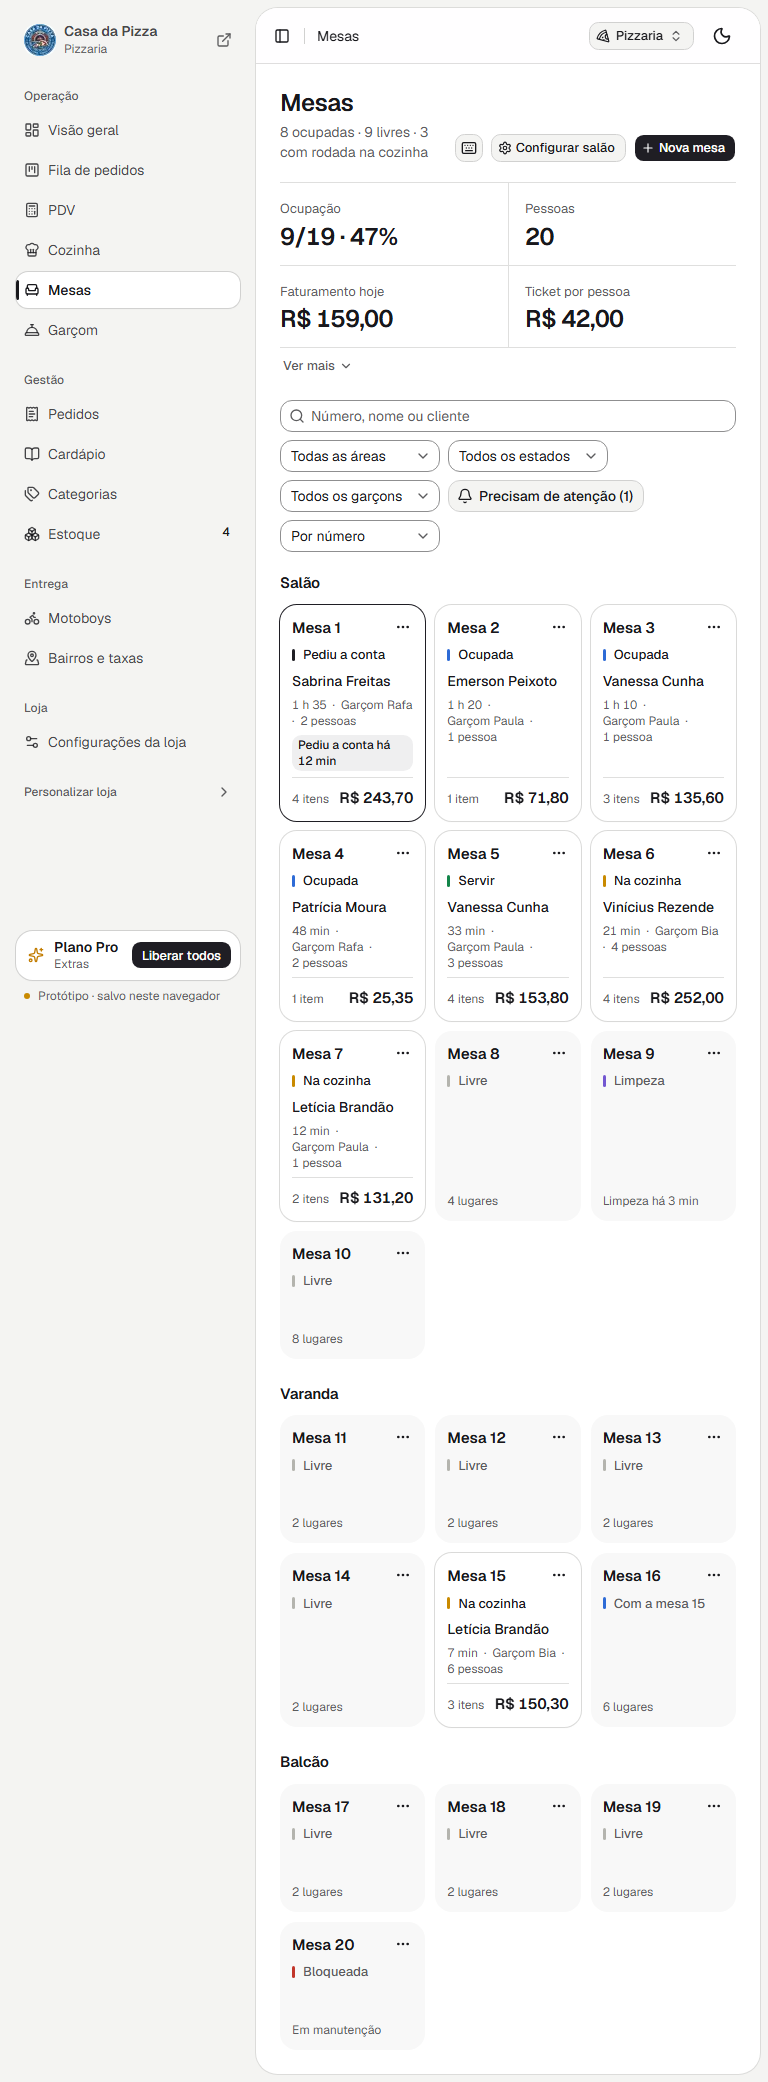 Casa da Pizza
Pizzaria
Operação
Visão geral
Fila de pedidos
PDV
Cozinha
Mesas
Garçom
Gestão
Pedidos
Cardápio
Categorias
Estoque 4
Entrega
Motoboys
Bairros e taxas
Loja
Configurações da loja
Personalizar loja
Plano Pro
Extras
Liberar todos
Protótipo · salvo neste navegador
Mesas
Pizzaria
Mesas
8 ocupadas · 9 livres · 3
com rodada na cozinha
Configurar salão
Nova mesa
Ocupação
9/19 · 47%
Pessoas
20
Faturamento hoje
R$ 159,00
Ticket por pessoa
R$ 42,00
Ver mais
Número, nome ou cliente
Todas as áreas
Todos os estados
Todos os garçons
Precisam de atenção (1)
Por número
Salão
Mesa 1
Pediu a conta
Sabrina Freitas
1 h 35 · Garçom Rafa
· 2 pessoas
Pediu a conta há
12 min
4 itens R$ 243,70
Mesa 2
Ocupada
Emerson Peixoto
1 h 20 ·
Garçom Paula ·
1 pessoa
1 item R$ 71,80
Mesa 3
Ocupada
Vanessa Cunha
1 h 10 ·
Garçom Paula ·
1 pessoa
3 itens R$ 135,60
Mesa 4
Ocupada
Patrícia Moura
48 min ·
Garçom Rafa ·
2 pessoas
1 item R$ 25,35
Mesa 5
Servir
Vanessa Cunha
33 min ·
Garçom Paula ·
3 pessoas
4 itens R$ 153,80
Mesa 6
Na cozinha
Vinícius Rezende
21 min · Garçom Bia
· 4 pessoas
4 itens R$ 252,00
Mesa 7
Na cozinha
Letícia Brandão
12 min ·
Garçom Paula ·
1 pessoa
2 itens R$ 131,20
Mesa 8
Livre
4 lugares
Mesa 9
Limpeza
Limpeza há 3 min
Mesa 10
Livre
8 lugares
Varanda
Mesa 11
Livre
2 lugares
Mesa 12
Livre
2 lugares
Mesa 13
Livre
2 lugares
Mesa 14
Livre
2 lugares
Mesa 15
Na cozinha
Letícia Brandão
7 min · Garçom Bia ·
6 pessoas
3 itens R$ 150,30
Mesa 16
Com a mesa 15
6 lugares
Balcão
Mesa 17
Livre
2 lugares
Mesa 18
Livre
2 lugares
Mesa 19
Livre
2 lugares
Mesa 20
Bloqueada
Em manutenção